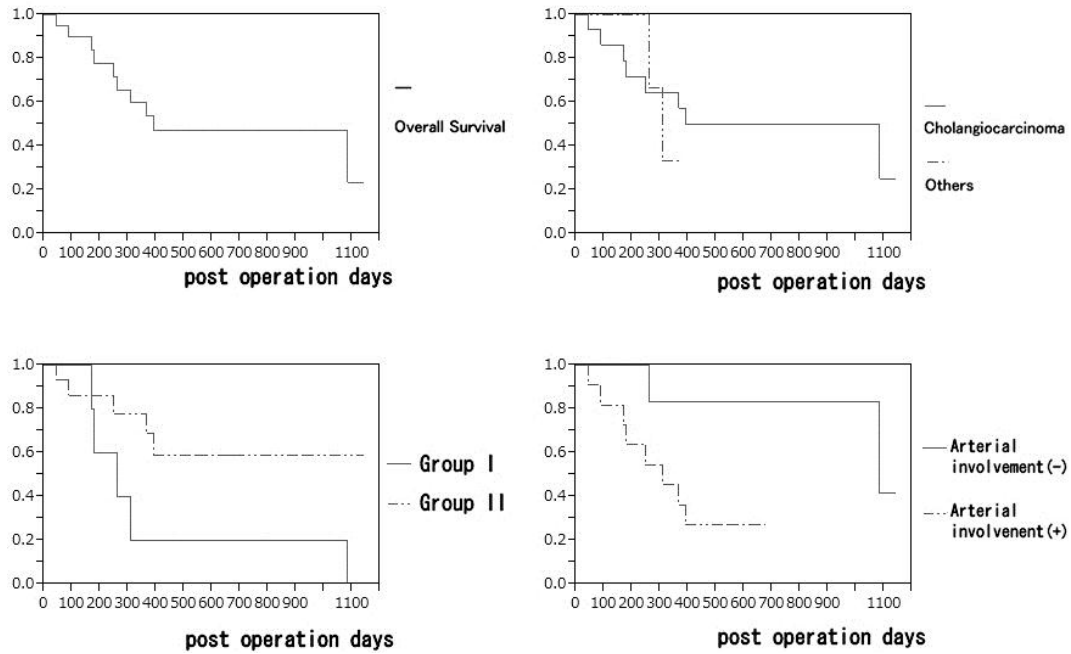 1.0
0.8
0.6
0.4
0.2
0.0
0 100 200 300 400 500 600 700 800 900 1100
post operation days
Overall Survival
1.0
0.8
0.6
0.4
0.2
0.0
0 100 200 300 400 500 600 700 800 900 1100
post operation days
Cholangiocarcinoma
Others
1.0
0.8
0.6
0.4
0.2
0.0
0 100 200 300 400 500 600 700 800 900 1100
post operation days
Group I
Group II
1.0
0.8
0.6
0.4
0.2
0.0
0 100 200 300 400 500 600 700 800 900 1100
post operation days
Arterial
involvement(-)
Arterial
involvenent(+)